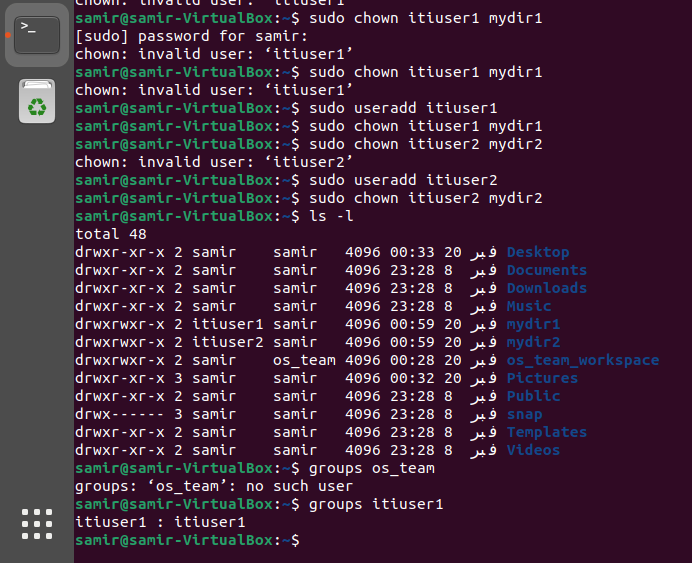 chown: invalid user: ‘itiuser1’
samir@samir-VirtualBox:~$ sudo chown itiuser1 mydir1
[sudo] password for samir:
chown: invalid user: ‘itiuser1’
samir@samir-VirtualBox:~$ sudo chown itiuser1 mydir1
chown: invalid user: ‘itiuser1’
samir@samir-VirtualBox:~$ sudo useradd itiuser1
samir@samir-VirtualBox:~$ sudo chown itiuser1 mydir1
samir@samir-VirtualBox:~$ sudo chown itiuser2 mydir2
chown: invalid user: ‘itiuser2’
samir@samir-VirtualBox:~$ sudo useradd itiuser2
samir@samir-VirtualBox:~$ sudo chown itiuser2 mydir2
samir@samir-VirtualBox:~$ ls -l
total 48
drwxr-xr-x 2 samir    samir   4096 00:33 20 فبر Desktop
drwxr-xr-x 2 samir    samir   4096 23:28 8  فبر Documents
drwxr-xr-x 2 samir    samir   4096 23:28 8  فبر Downloads
drwxr-xr-x 2 samir    samir   4096 23:28 8  فبر Music
drwxrwxr-x 2 itiuser1 samir   4096 00:59 20 فبر mydir1
drwxrwxr-x 2 itiuser2 samir   4096 00:59 20 فبر mydir2
drwxrwxr-x 2 samir    os_team 4096 00:28 20 فبر os_team_workspace
drwxr-xr-x 3 samir    samir   4096 00:32 20 فبر Pictures
drwxr-xr-x 2 samir    samir   4096 23:28 8  فبر Public
drwx------ 3 samir    samir   4096 23:28 8  فبر snap
drwxr-xr-x 2 samir    samir   4096 23:28 8  فبر Templates
drwxr-xr-x 2 samir    samir   4096 23:28 8  فبر Videos
samir@samir-VirtualBox:~$ groups os_team
groups: ‘os_team’: no such user
samir@samir-VirtualBox:~$ groups itiuser1
itiuser1 : itiuser1
samir@samir-VirtualBox:~$